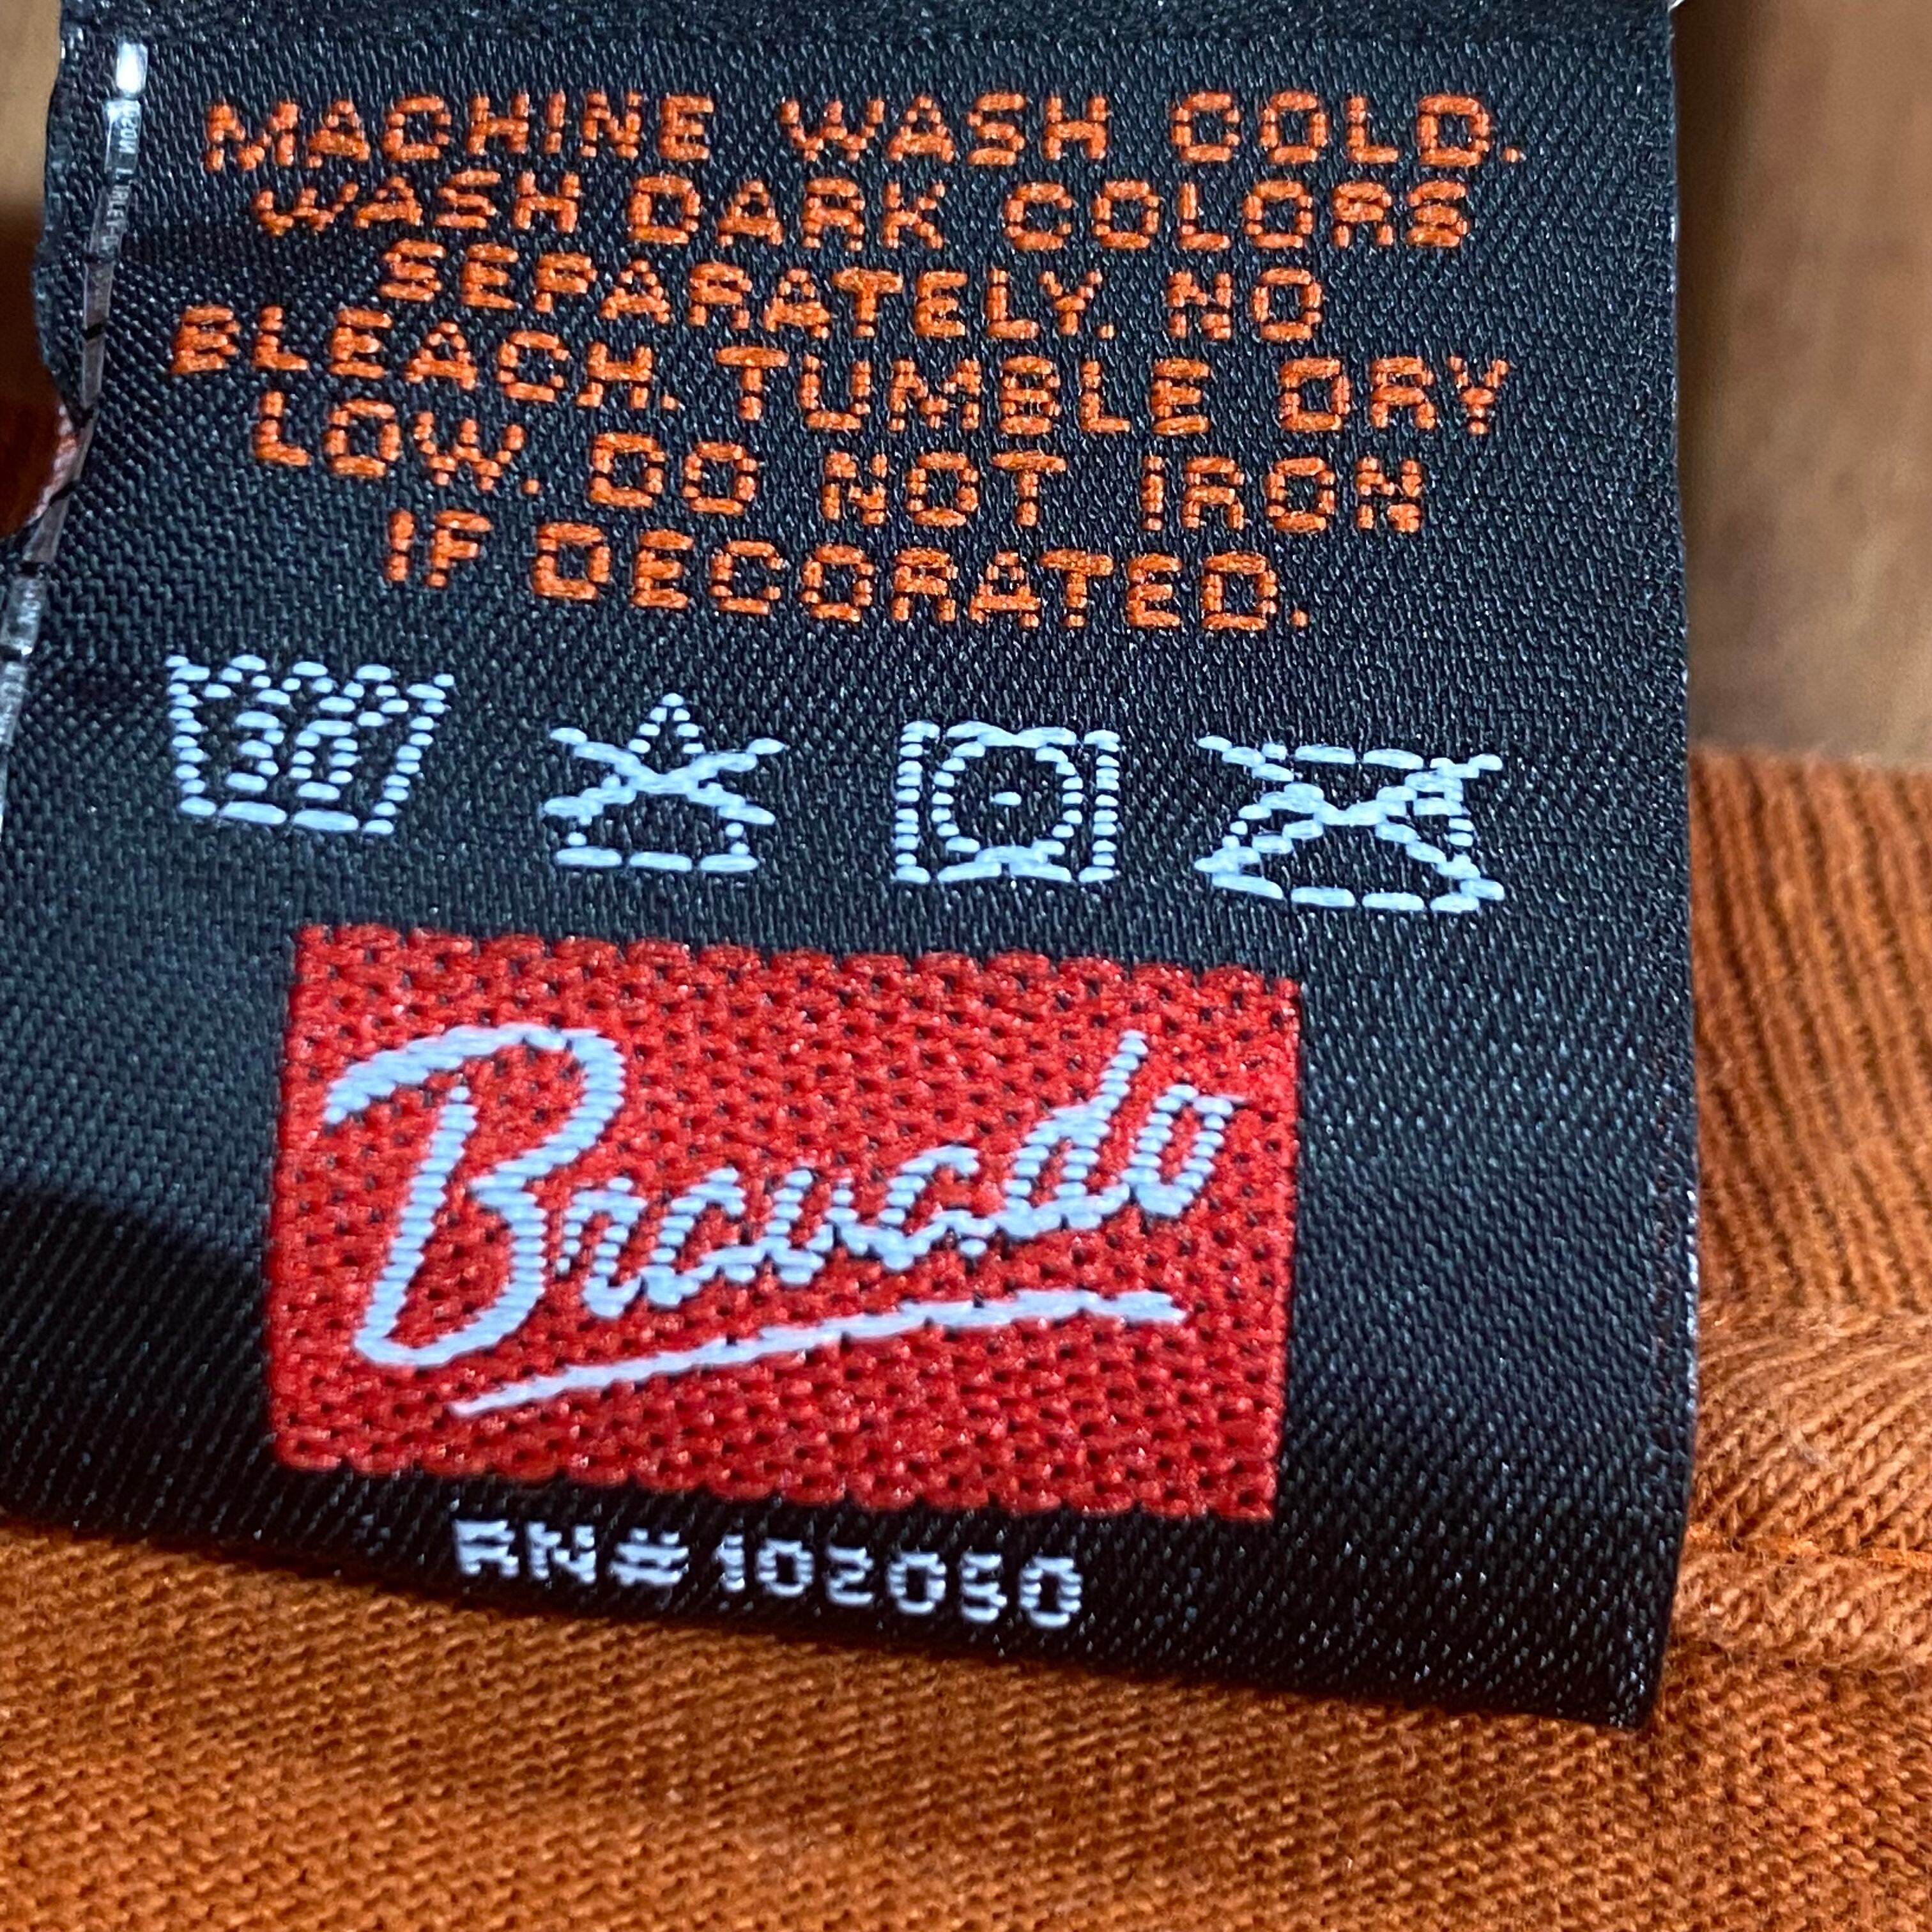 MACHINE WASH COLD.
WASH DARK COLORS
SEPARATELY. NO
BLEACH. TUMBLE DRY
LOW. DO NOT IRON
IF DECORATED.
30
Bravado
RN#102050